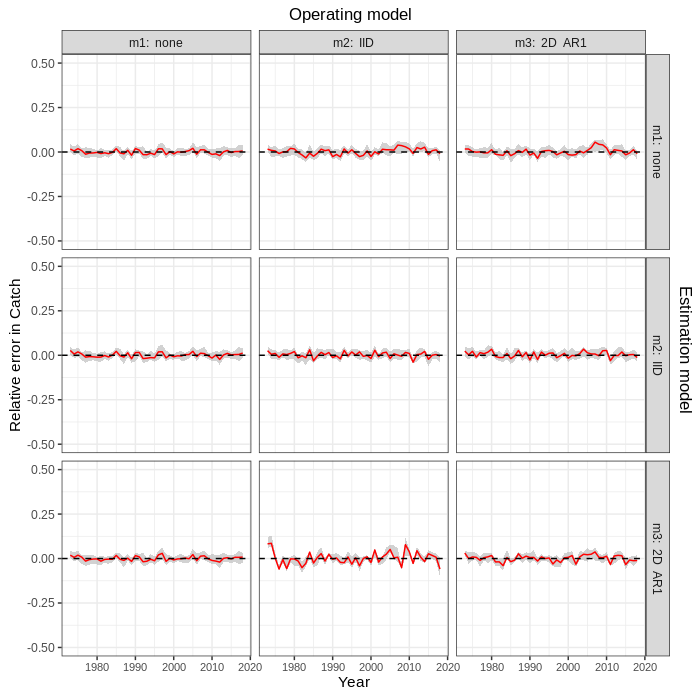 Operating model
m1: none
m2: IID
m3: 2D AR1
0.50
0.25
0.00
-0.25
-0.50
m1: none
0.50
0.25
0.00
-0.25
-0.50
m2: IID
0.50
0.25
0.00
-0.25
-0.50
m3: 2D AR1
Relative error in Catch
Estimation model
1980 1990 2000 2010 2020
1980 1990 2000 2010 2020
1980 1990 2000 2010 2020
Year